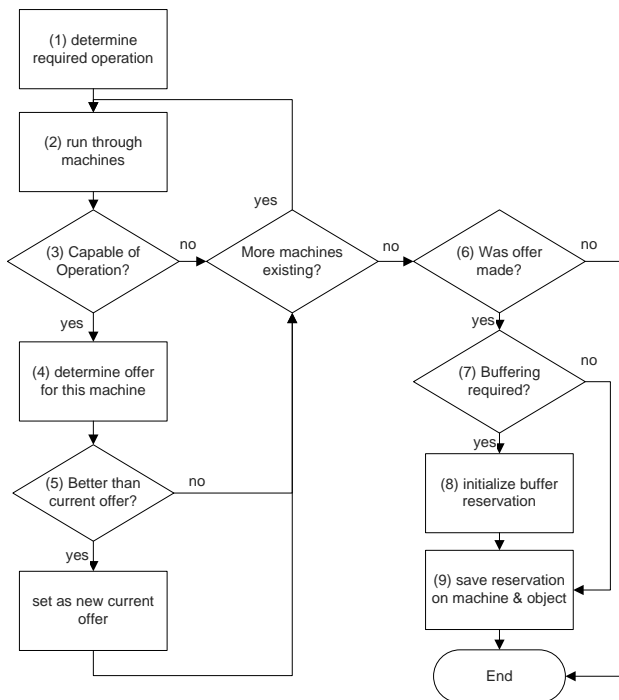 (1) determine
required operation
(2) run through
machines
yes
(3) Capable of
Operation?
no
More machines
existing?
no
(6) Was offer
made?
no
yes
yes
(4) determine offer
for this machine
(7) Buffering
required?
no
yes
(5) Better than
current offer?
no
(8) initialize buffer
reservation
yes
set as new current
offer
(9) save reservation
on machine & object
End